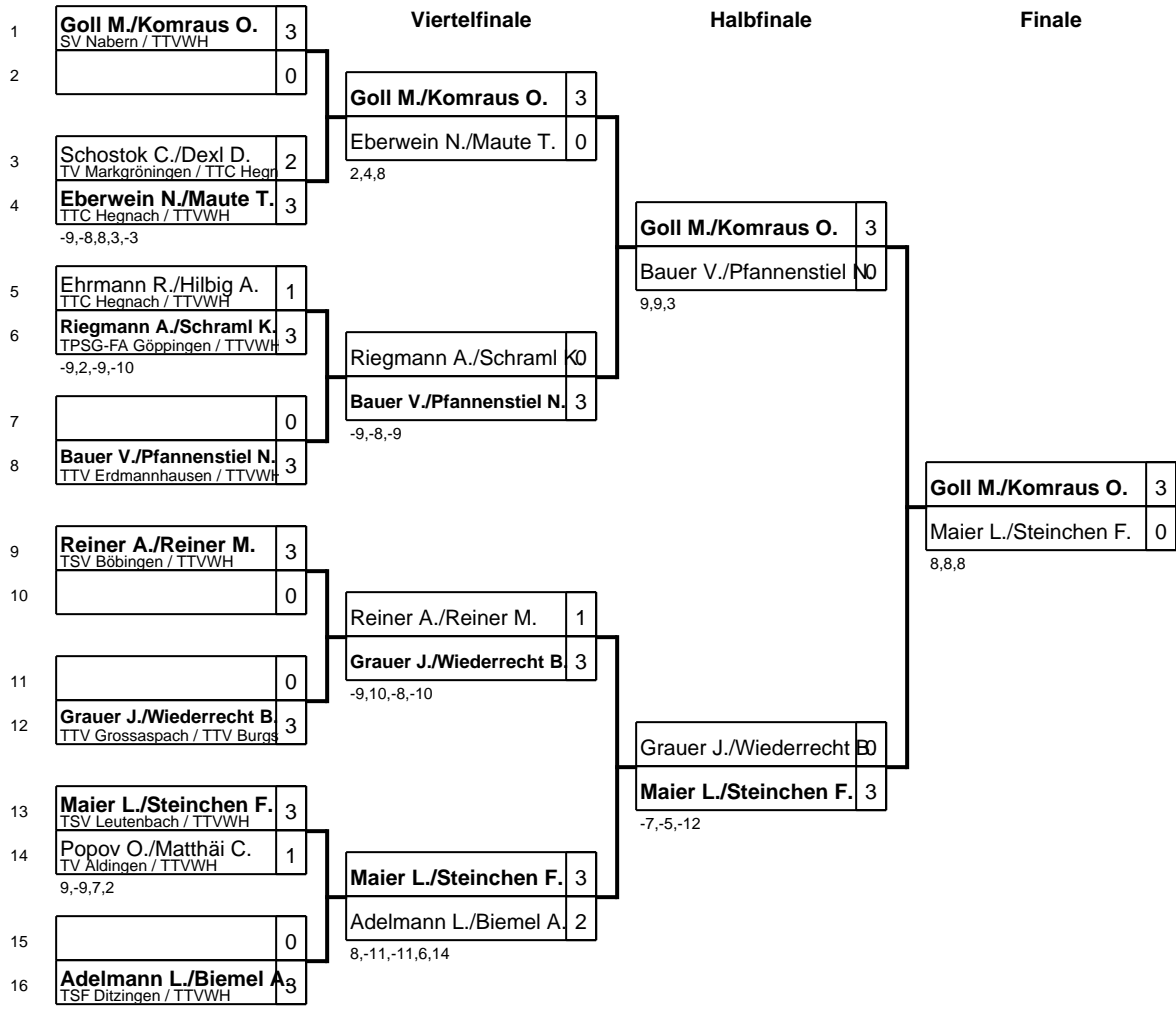 Viertelfinale
Halbfinale
Finale
1
Goll M./Komraus O. 3
SV Nabern / TTVWH
2
0
3
Schostok C./Dexl D. 2
TV Markgröningen / TTC Hegn
4
Eberwein N./Maute T. 3
TTC Hegnach / TTVWH
-9,-8,8,3,-3
5
Ehrmann R./Hilbig A. 1
TTC Hegnach / TTVWH
6
Riegmann A./Schraml K. 3
TPSG-FA Göppingen / TTVWH
-9,2,-9,-10
7
0
8
Bauer V./Pfannenstiel N. 3
TTV Erdmannhausen / TTVWH
9
Reiner A./Reiner M. 3
TSV Böbingen / TTVWH
10
0
11
0
12
Grauer J./Wiederrecht B. 3
TTV Grossaspach / TTV Burgs
13
Maier L./Steinchen F. 3
TSV Leutenbach / TTVWH
14
Popov O./Matthäi C. 1
TV Aldingen / TTVWH
9,-9,7,2
15
0
16
Adelmann L./Biemel A. 3
TSF Ditzingen / TTVWH
Goll M./Komraus O. 3
Eberwein N./Maute T. 0
2,4,8
Riegmann A./Schraml K. 0
Bauer V./Pfannenstiel N. 3
-9,-8,-9
Reiner A./Reiner M. 1
Grauer J./Wiederrecht B. 3
-9,10,-8,-10
Maier L./Steinchen F. 3
Adelmann L./Biemel A. 2
8,-11,-11,6,14
Goll M./Komraus O. 3
Bauer V./Pfannenstiel N. 0
9,9,3
Grauer J./Wiederrecht B. 0
Maier L./Steinchen F. 3
-7,-5,-12
Goll M./Komraus O. 3
Maier L./Steinchen F. 0
8,8,8